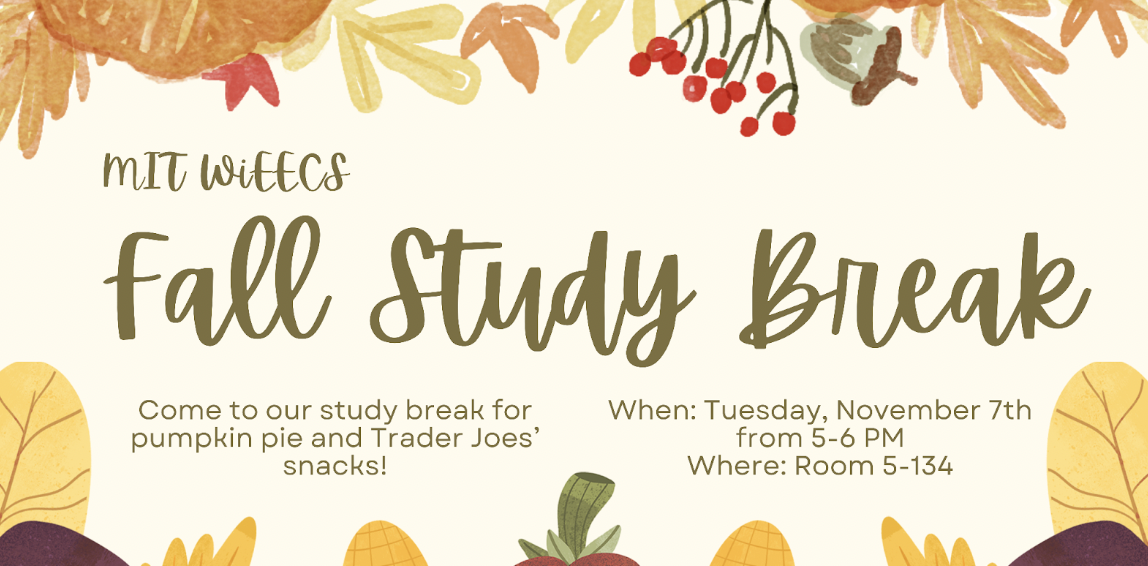 MIT WiEECS
Fall Study Break
Come to our study break for
pumpkin pie and Trader Joes’
snacks!
When: Tuesday, November 7th
from 5-6 PM
Where: Room 5-134